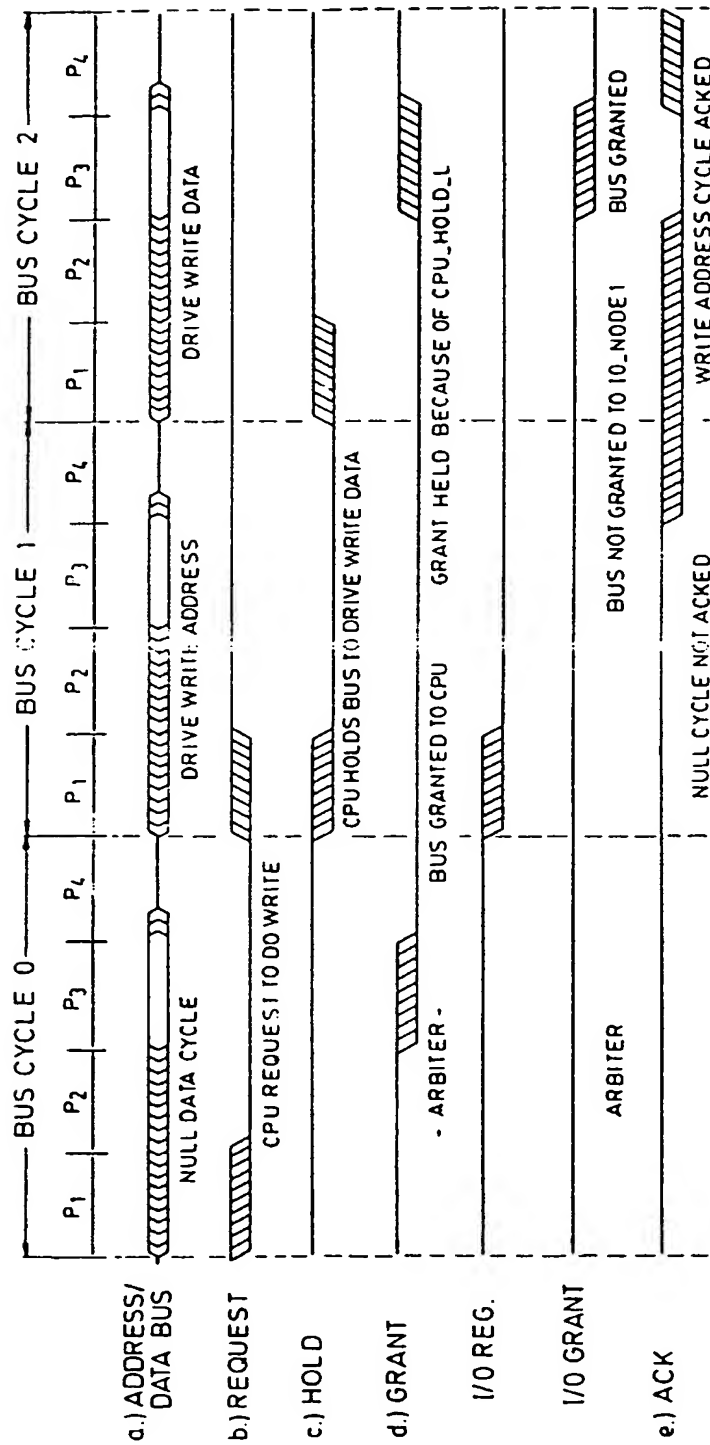 BUS CYCLE 0
BUS CYCLE 1
BUS CYCLE 2
P1 P2 P3 P4 P1 P2 P3 P4 P1 P2 P3 P4
a.) ADDRESS/
DATA BUS
NULL DATA CYCLE
DRIVE WRITE ADDRESS
DRIVE WRITE DATA
b.) REQUEST
CPU REQUEST TO DO WRITE
c.) HOLD
CPU HOLDS BUS TO DRIVE WRITE DATA
d.) GRANT
- ARBITER -
BUS GRANTED TO CPU
GRANT HELD BECAUSE OF CPU_HOLD_L
I/O REG.
I/O GRANT
ARBITER
BUS NOT GRANTED TO IO_NODE1
BUS GRANTED
e.) ACK
NULL CYCLE NOT ACKED
WRITE ADDRESS CYCLE ACKED